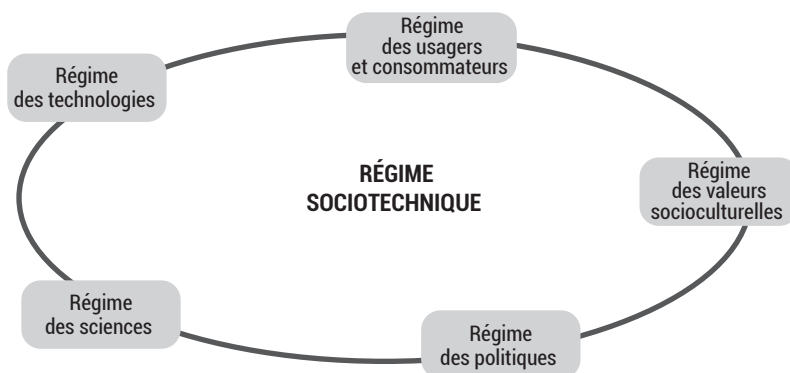 Régime
des usagers
et consommateurs
Régime
des technologies
RÉGIME
SOCIOTECHNIQUE
Régime
des valeurs
socioculturelles
Régime
des sciences
Régime
des politiques